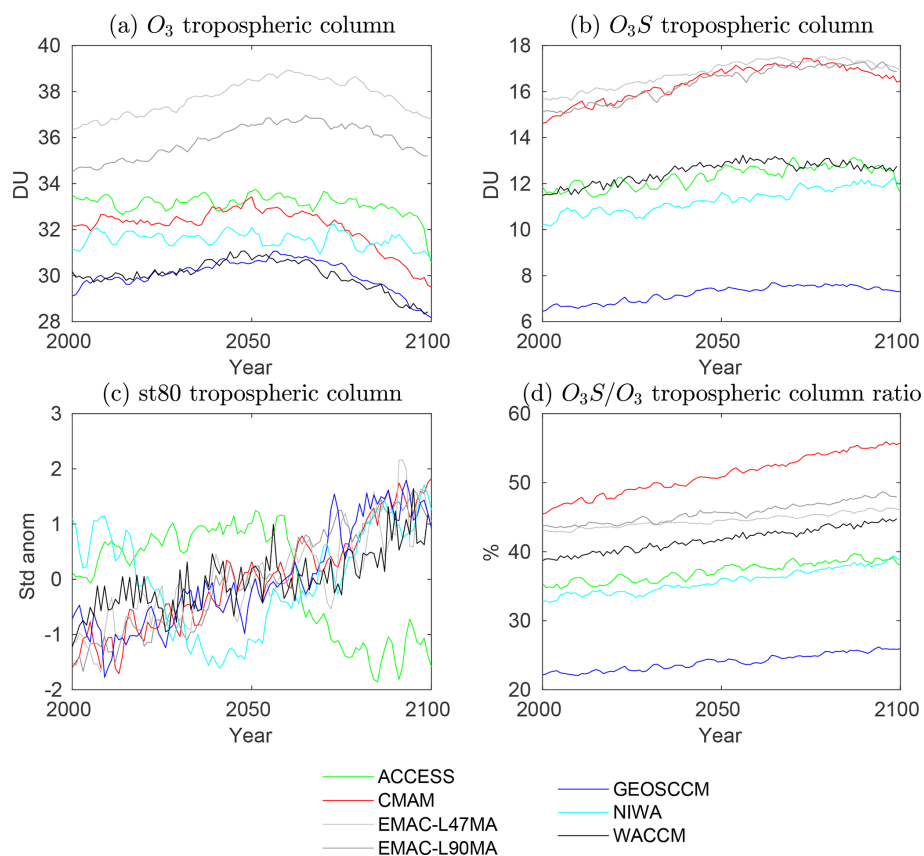 (a) O3 tropospheric column
40
38
36
34
32
30
28
DU
2000 2050 2100
Year
(b) O3S tropospheric column
18
16
14
12
10
8
6
DU
2000 2050 2100
Year
(c) st80 tropospheric column
3
2
1
0
-1
-2
Std anom
2000 2050 2100
Year
(d) O3S/O3 tropospheric column ratio
60
50
40
30
20
%
2000 2050 2100
Year
ACCESS
CMAM
EMAC-L47MA
EMAC-L90MA
GEOSCCM
NIWA
WACCM